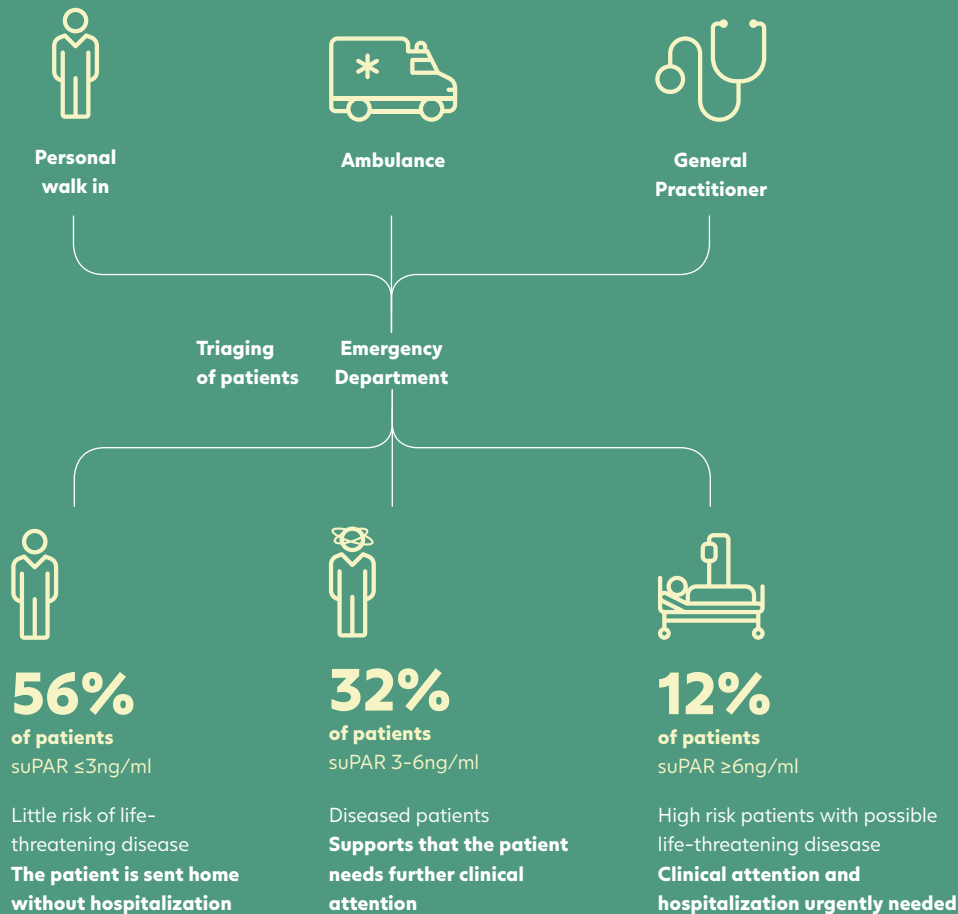 Personal
walk in
Ambulance
General
Practitioner
Triaging
of patients
Emergency
Department
56%
of patients
suPAR ≤3ng/ml
Little risk of life-
threatening disease
The patient is sent home
without hospitalization
32%
of patients
suPAR 3-6ng/ml
Diseased patients
Supports that the patient
needs further clinical
attention
12%
of patients
suPAR ≥6ng/ml
High risk patients with possible
life-threatening disesase
Clinical attention and
hospitalization urgently needed